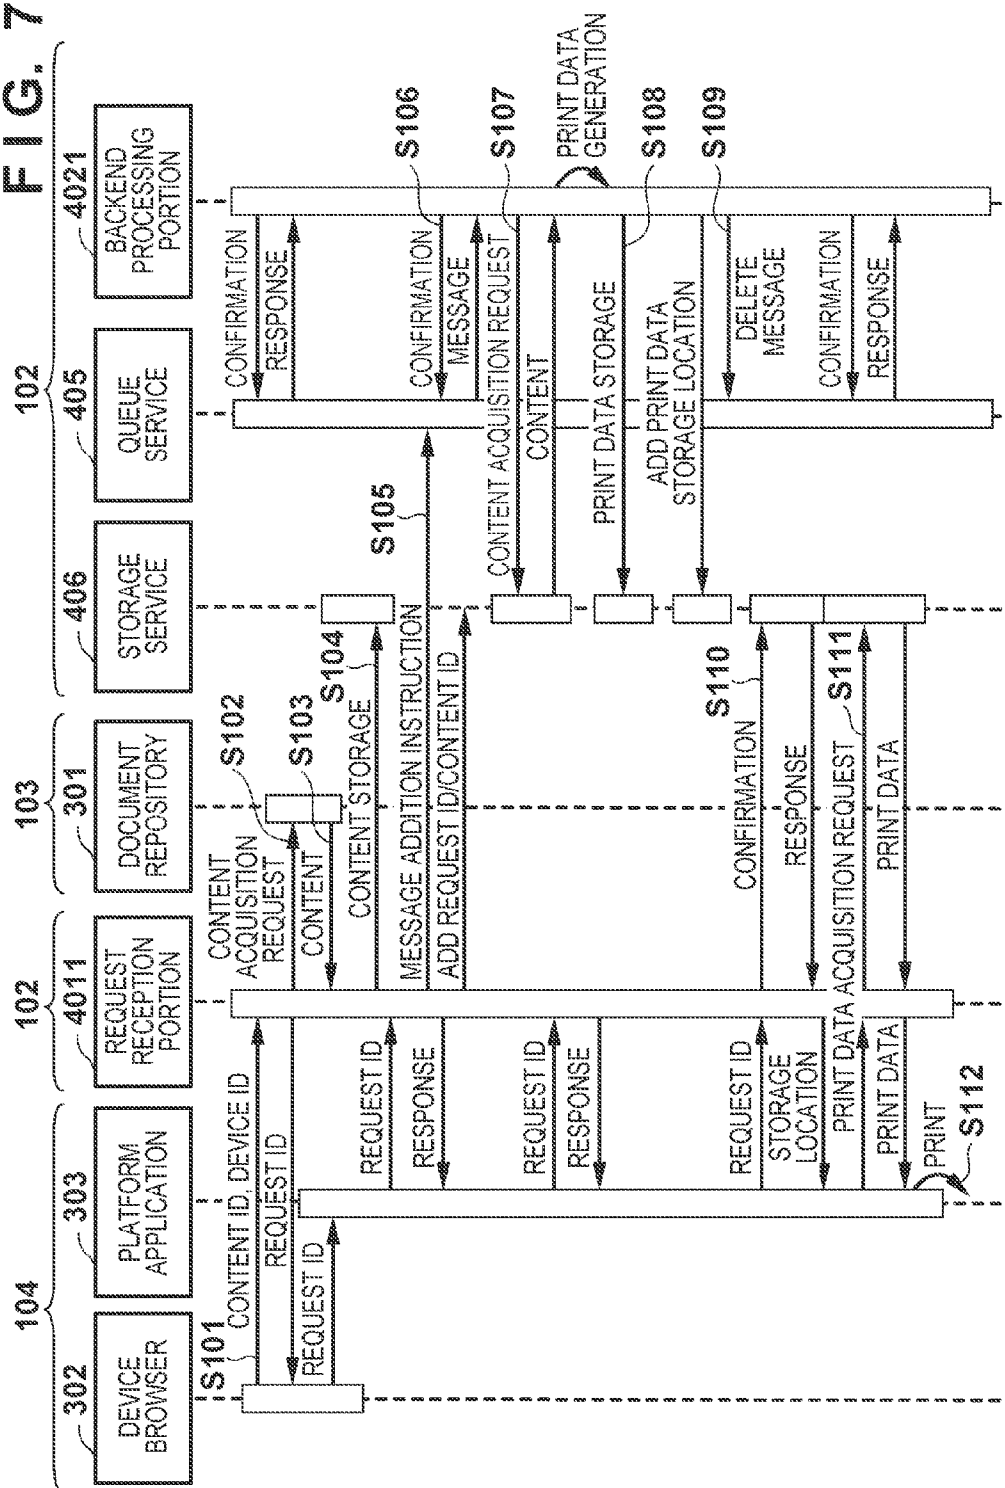 FIG. 7
104
102
103
102
302
303
4011
301
406
405
4021
DEVICE
BROWSER
PLATFORM
APPLICATION
REQUEST
RECEPTION
PORTION
DOCUMENT
REPOSITORY
STORAGE
SERVICE
QUEUE
SERVICE
BACKEND
PROCESSING
PORTION
S101
CONTENT ID, DEVICE ID
REQUEST ID
REQUEST ID
CONTENT
ACQUISITION
REQUEST
S102
CONTENT
S103
CONFIRMATION
RESPONSE
CONTENT STORAGE
S104
REQUEST ID
RESPONSE
MESSAGE ADDITION INSTRUCTION
S105
ADD REQUEST ID/CONTENT ID
CONFIRMATION
S106
MESSAGE
CONTENT ACQUISITION REQUEST
S107
CONTENT
REQUEST ID
RESPONSE
PRINT DATA
GENERATION
PRINT DATA STORAGE
S108
ADD PRINT DATA
STORAGE LOCATION
S109
DELETE
MESSAGE
REQUEST ID
CONFIRMATION
S110
RESPONSE
STORAGE
LOCATION
CONFIRMATION
RESPONSE
PRINT DATA ACQUISITION REQUEST
S111
PRINT DATA
PRINT DATA
PRINT
S112